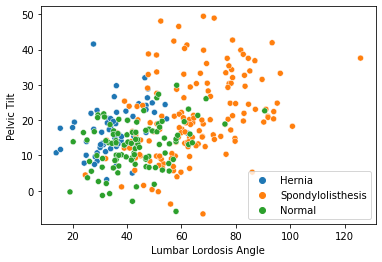 50
40
30
20
10
0
Pelvic Tilt
Hernia
Spondylolisthesis
Normal
20 40 60 80 100 120
Lumbar Lordosis Angle